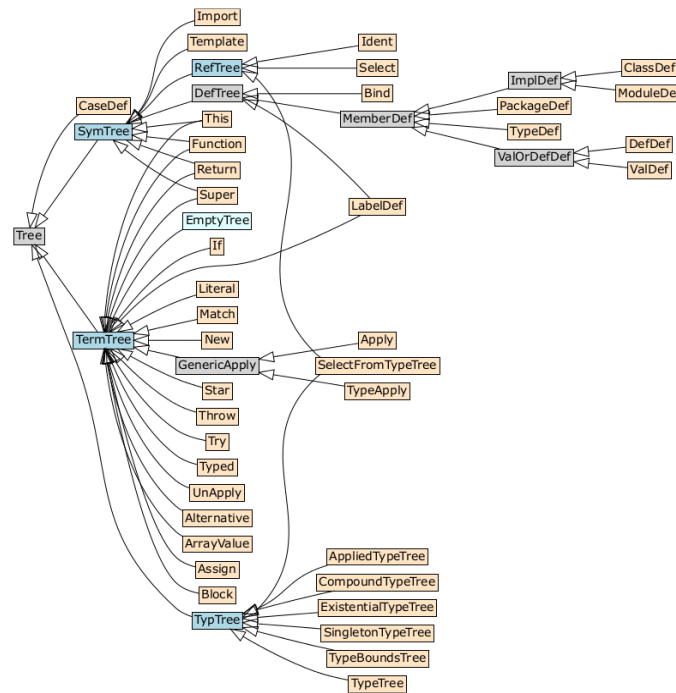 Import
Template
RefTree
DefTree
CaseDef
SymTree
This
Function
Return
Super
EmptyTree
If
Tree
Literal
Match
TermTree
New
GenericApply
Star
Throw
Try
Typed
UnApply
Alternative
ArrayValue
Assign
Block
TypTree
Ident
Select
Bind
MemberDef
LabelDef
Apply
SelectFromTypeTree
TypeApply
AppliedTypeTree
CompoundTypeTree
ExistentialTypeTree
SingletonTypeTree
TypeBoundsTree
TypeTree
ImplDef
PackageDef
TypeDef
ValOrDefDef
ClassDef
ModuleDe
DefDef
ValDef